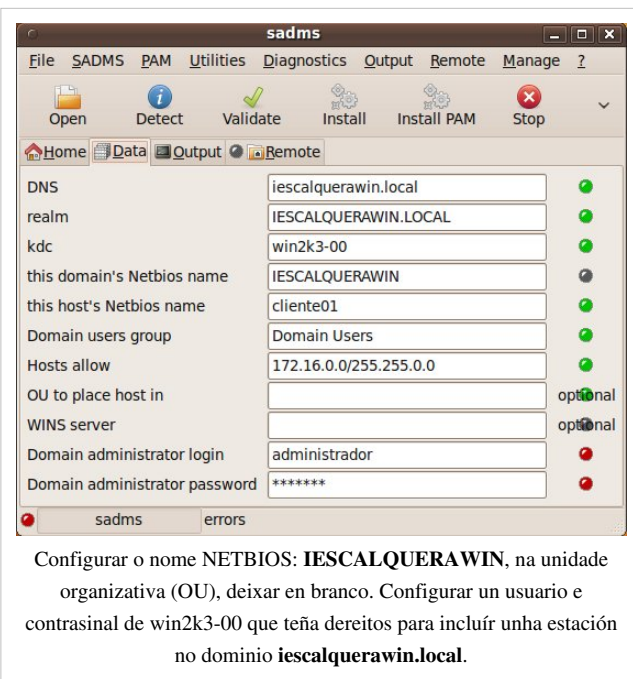 sadms
File SADMS PAM Utilities Diagnostics Output Remote Manage ?
Open Detect Validate Install Install PAM Stop
Home Data Output Remote
DNS iescalquerawin.local
realm IESCALQUERAWIN.LOCAL
kdc win2k3-00
this domain's Netbios name IESCALQUERAWIN
this host's Netbios name cliente01
Domain users group Domain Users
Hosts allow 172.16.0.0/255.255.0.0
OU to place host in optional
WINS server optional
Domain administrator login administrador
Domain administrator password *******
sadms errors
Configurar o nome NETBIOS: IESCALQUERAWIN, na unidade
organizativa (OU), deixar en branco. Configurar un usuario e
contrasinal de win2k3-00 que teña dereitos para incluír unha estación
no dominio iescalquerawin.local.